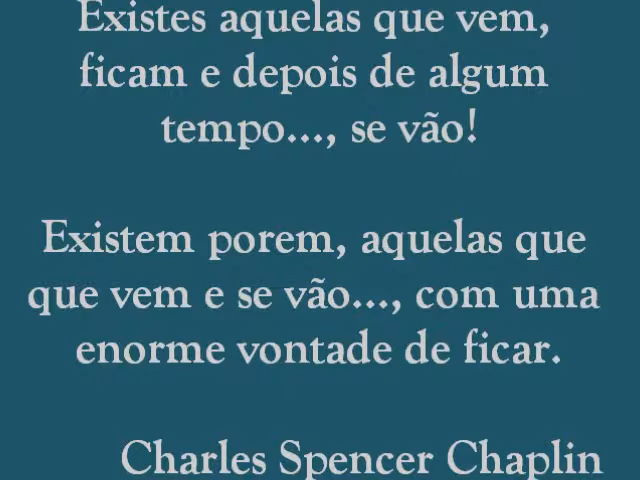 Existes aquelas que vem,
ficam e depois de algum
tempo..., se vão!
Existem porem, aquelas que
que vem e se vão..., com uma
enorme vontade de ficar.
Charles Spencer Chaplin